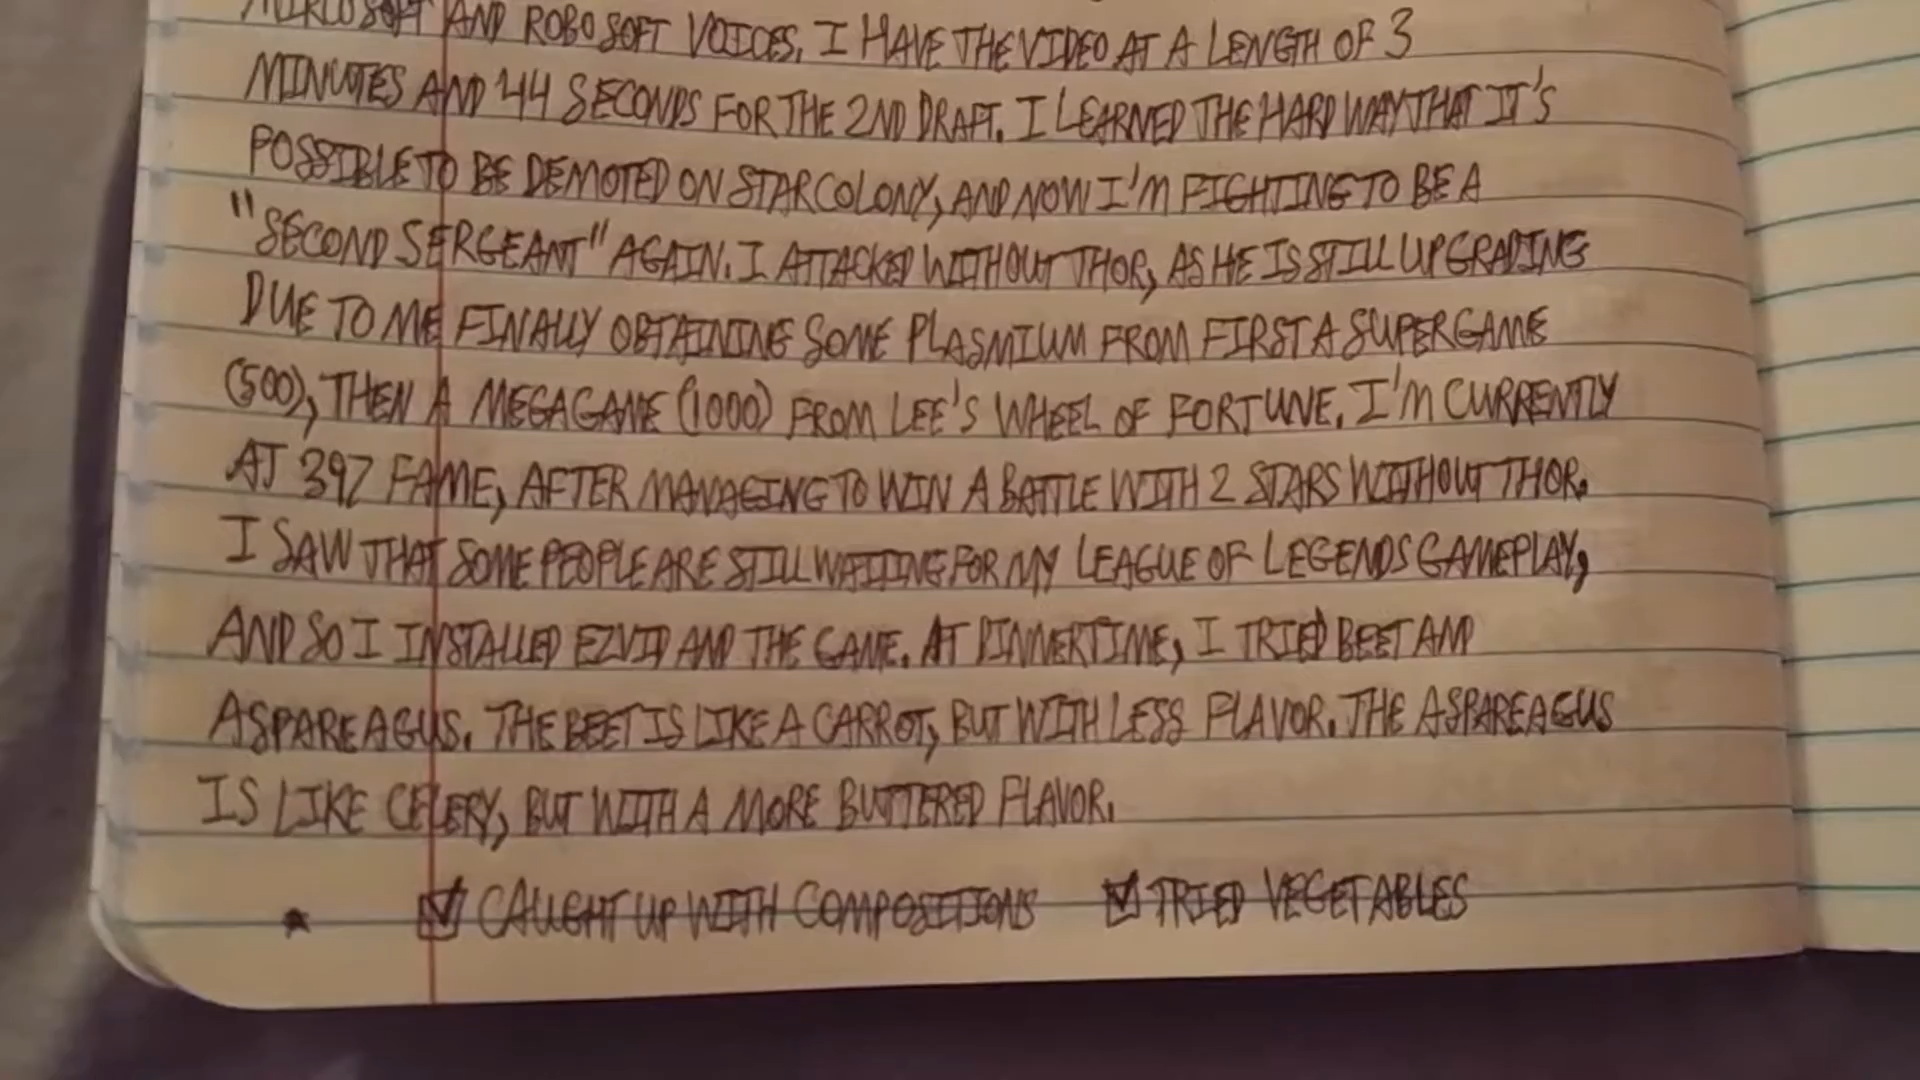 MICROSOFT AND ROBOSOFT VOICES. I HAVE THE VIDEO AT A LENGTH OF 3
MINUTES AND 44 SECONDS FOR THE 2ND DRAFT. I LEARNED THE HARD WAY THAT IT'S
POSSIBLE TO BE DEMOTED ON STAR COLONY, AND NOW I'M FIGHTING TO BE A
"SECOND SERGEANT" AGAIN. I ATTACKED WITHOUT THOR, AS HE IS STILL UPGRADING
DUE TO ME FINALLY OBTAINING SOME PLASMIUM FROM FIRST A SUPERGAME
(500), THEN A MEGAGAME (1000) FROM LEE'S WHEEL OF FORTUNE. I'M CURRENTLY
AT 397 FAME, AFTER MANAGING TO WIN A BATTLE WITH 2 STARS WITHOUT THOR.
I SAW THAT SOME PEOPLE ARE STILL WAITING FOR MY LEAGUE OF LEGENDS GAMEPLAY,
AND SO I INSTALLED EZVID AND THE GAME. AT DINNERTIME, I TRIED BEET AND
ASPAREAGUS. THE BEET IS LIKE A CARROT, BUT WITH LESS FLAVOR. THE ASPAREAGUS
IS LIKE CELERY, BUT WITH A MORE BUTTERED FLAVOR.
★ ☑ CAUGHT UP WITH COMPOSITIONS ☑ TRIED VEGETABLES